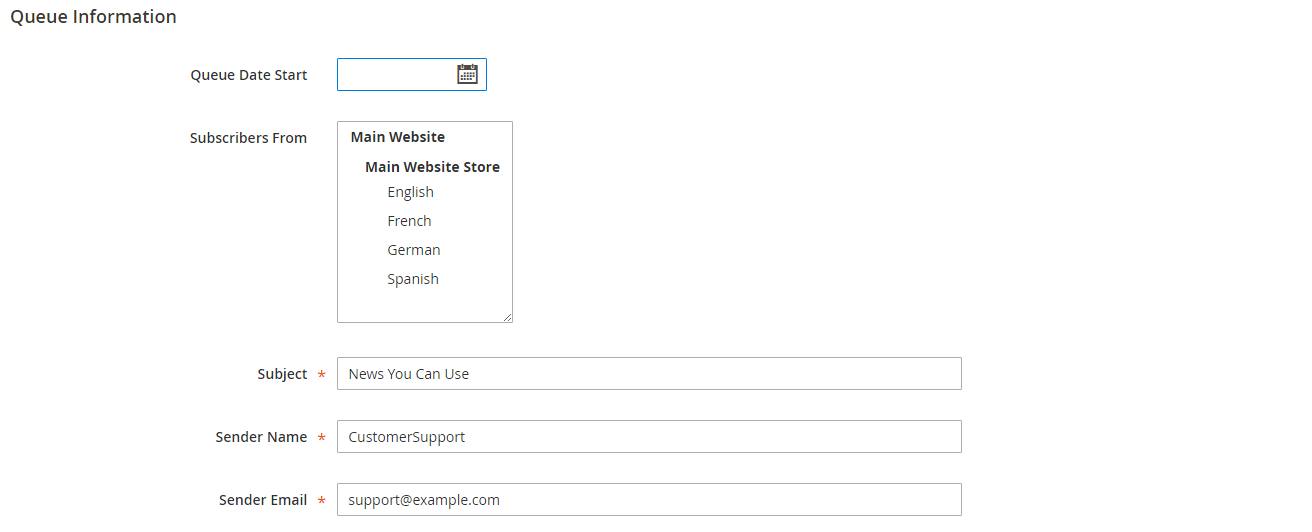 Queue Information
Queue Date Start
Subscribers From
Main Website
Main Website Store
English
French
German
Spanish
Subject * News You Can Use
Sender Name * CustomerSupport
Sender Email * support@example.com